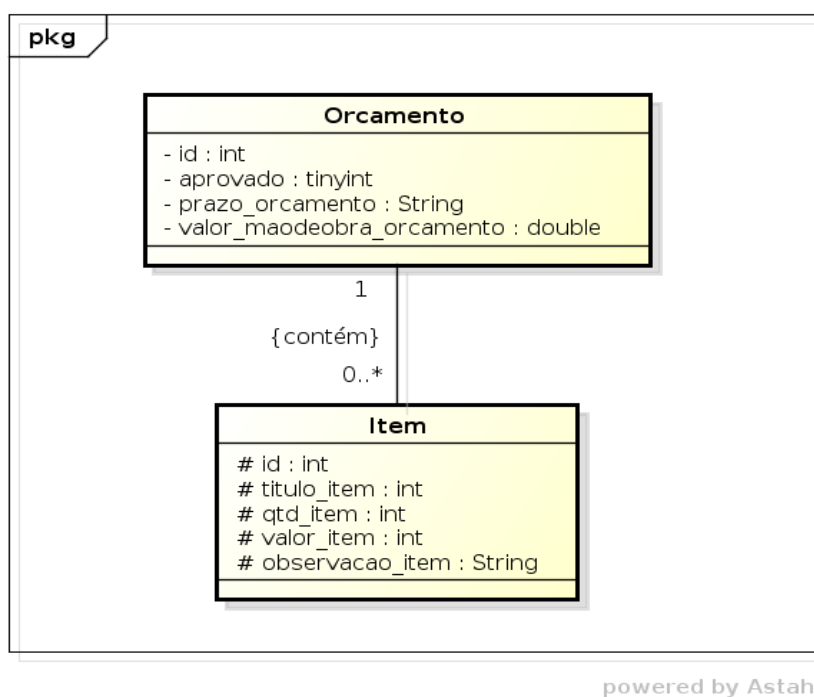 pkg
Orcamento
- id : int
- aprovado : tinyint
- prazo_orcamento : String
- valor_maodeobra_orcamento : double
1
{contém}
0..*
Item
# id : int
# titulo_item : int
# qtd_item : int
# valor_item : int
# observacao_item : String
powered by Astah